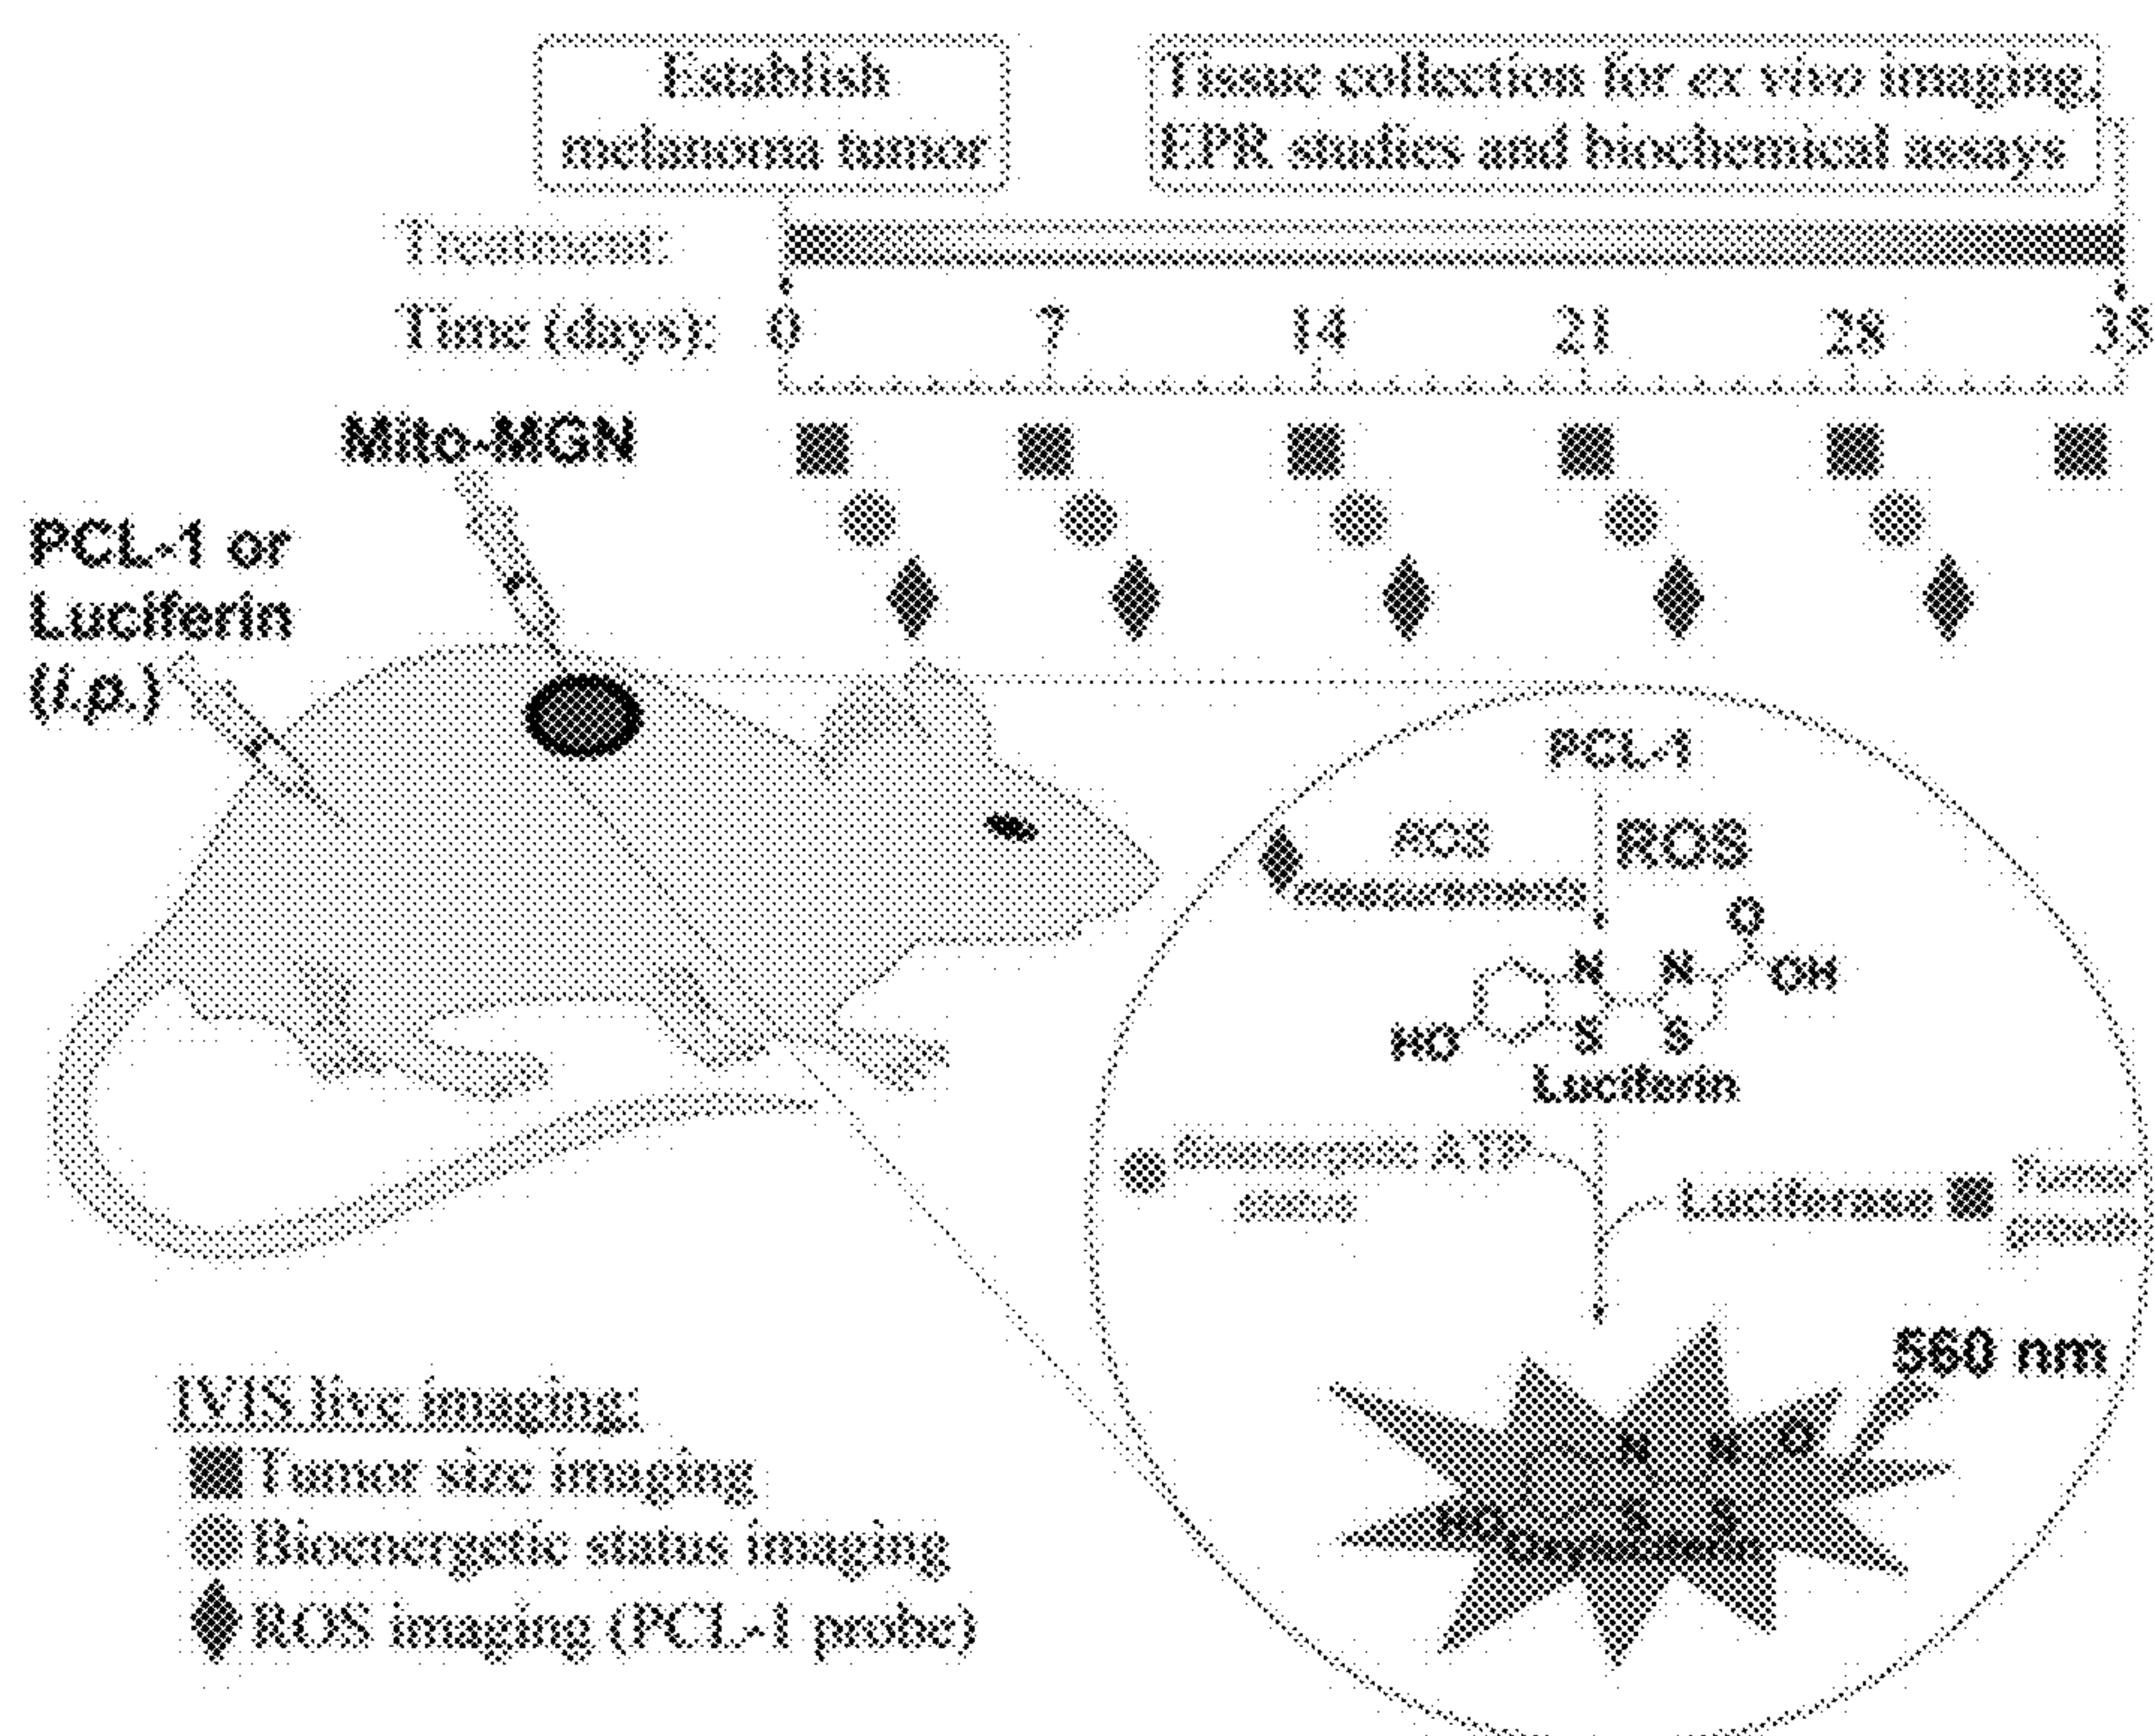 Establish
melanoma tumor
Tissue collection for ex vivo imaging,
EPR studies and biochemical assays
Treatment:
Time (days): 0 7 14 21 28 35
Mito-MGN
PCL-1 or
Luciferin
(i.p.)
PCL-1
ROS ROS
O
N N OH
HO S S
Luciferin
ATP
Luciferase Tumor
560 nm
N N O
HO S S
IVIS live imaging:
Tumor size imaging
Bioenergetic status imaging
ROS imaging (PCL-1 probe)